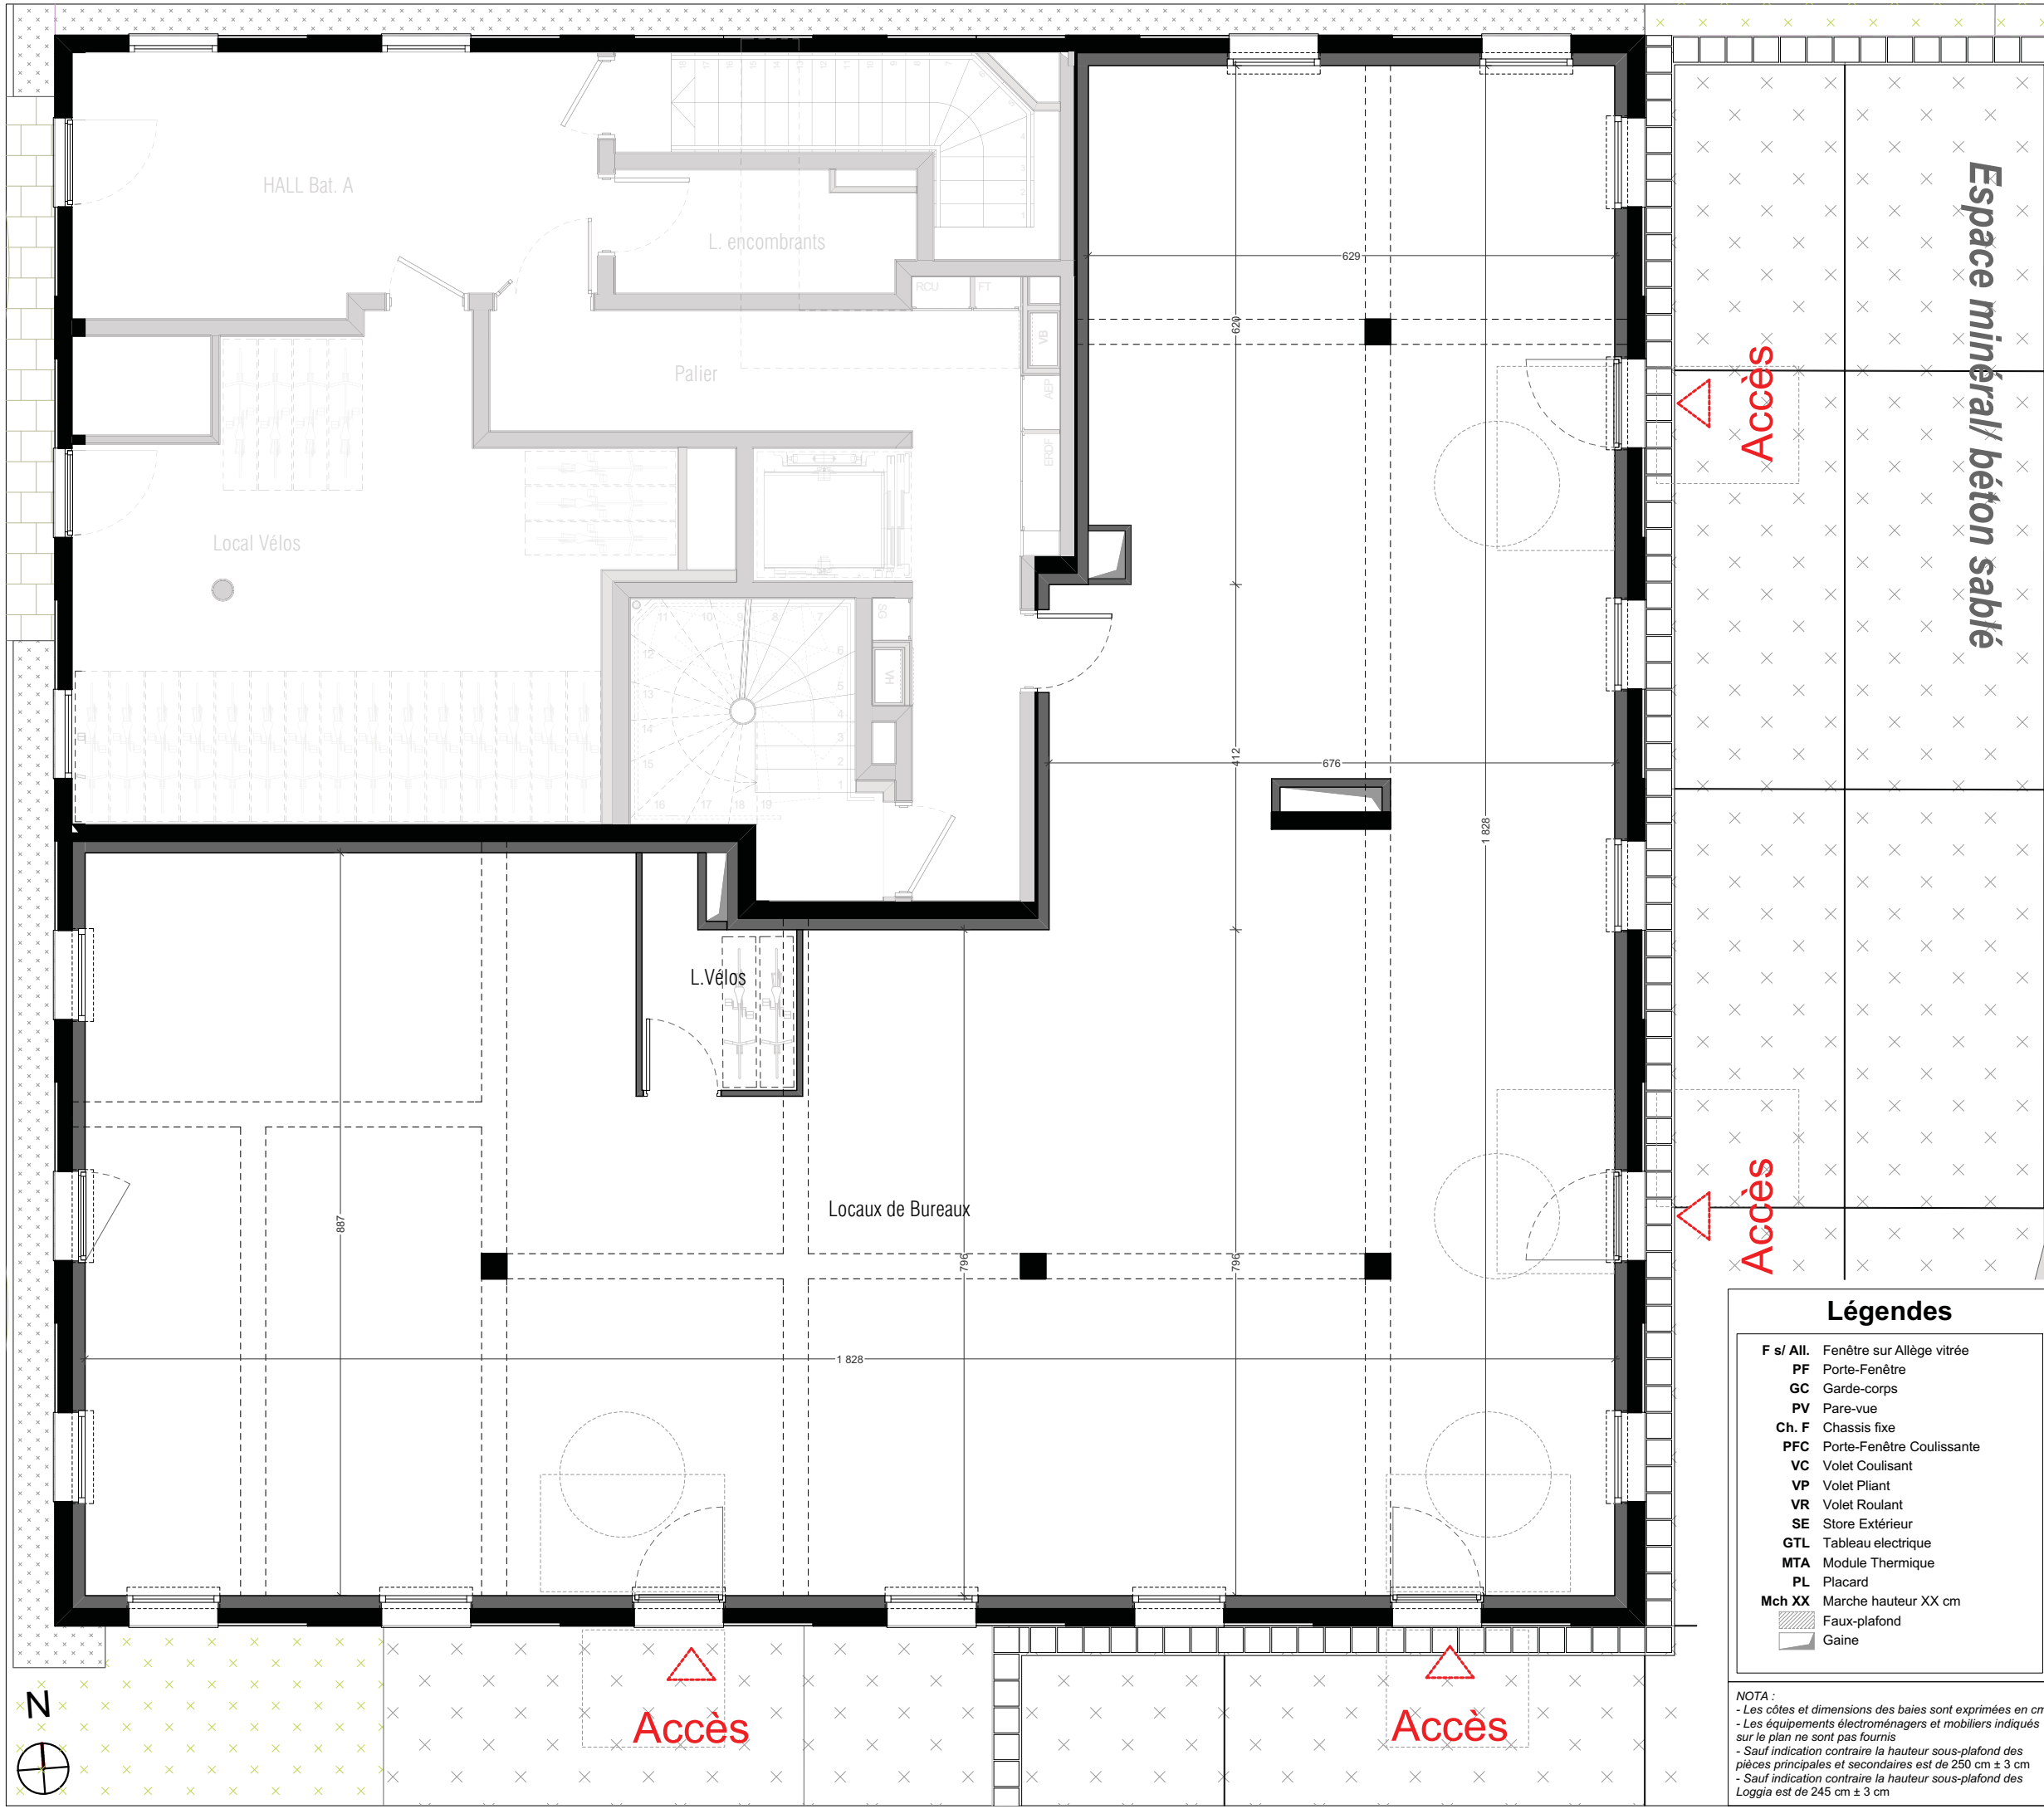 HALL Bat. A
L. encombrants
RCU
FT
VB
Palier
AEP
ERDF
Local Vélos
SG
VH
629
620
412
676
1 828
L.Vélos
887
Locaux de Bureaux
796
796
1 828
Espace minéral/ béton sablé
Accès
Accès
Accès
Accès
N
Légendes
F s/ All. Fenêtre sur Allège vitrée
PF Porte-Fenêtre
GC Garde-corps
PV Pare-vue
Ch. F Chassis fixe
PFC Porte-Fenêtre Coulissante
VC Volet Coulisant
VP Volet Pliant
VR Volet Roulant
SE Store Extérieur
GTL Tableau electrique
MTA Module Thermique
PL Placard
Mch XX Marche hauteur XX cm
Faux-plafond
Gaine
NOTA :
- Les côtes et dimensions des baies sont exprimées en cm
- Les équipements électroménagers et mobiliers indiqués
sur le plan ne sont pas fournis
- Sauf indication contraire la hauteur sous-plafond des
pièces principales et secondaires est de 250 cm ± 3 cm
- Sauf indication contraire la hauteur sous-plafond des
Loggia est de 245 cm ± 3 cm